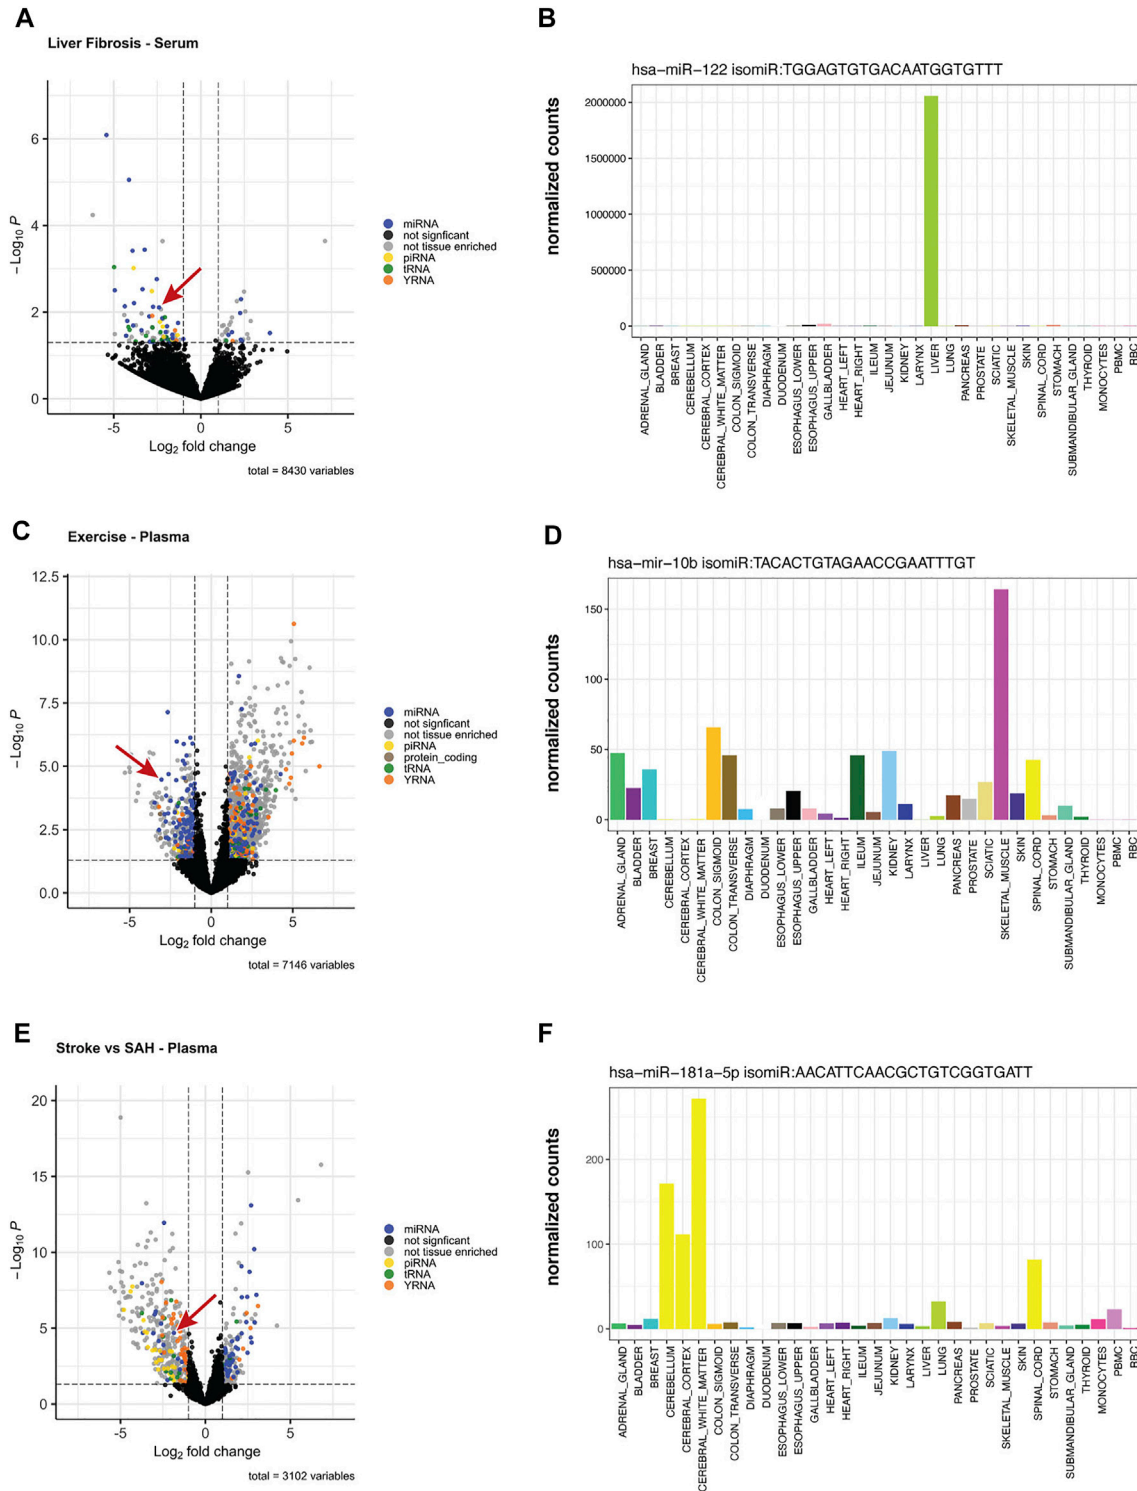 A
Liver Fibrosis - Serum
6
4
2
0
-5
0
5
− Log10 P
Log2 fold change
total = 8430 variables
miRNA
not signficant
not tissue enriched
piRNA
tRNA
YRNA
B
hsa−miR−122 isomiR:TGGAGTGTGACAATGGTGTTT
normalized counts
2000000
1500000
1000000
500000
0
ADRENAL_GLAND
BLADDER
BREAST
CEREBELLUM
CEREBRAL_CORTEX
CEREBRAL_WHITE_MATTER
COLON_SIGMOID
COLON_TRANSVERSE
DIAPHRAGM
DUODENUM
ESOPHAGUS_LOWER
ESOPHAGUS_UPPER
GALLBLADDER
HEART_LEFT
HEART_RIGHT
ILEUM
JEJUNUM
KIDNEY
LARYNX
LIVER
LUNG
PANCREAS
PROSTATE
SCIATIC
SKELETAL_MUSCLE
SKIN
SPINAL_CORD
STOMACH
SUBMANDIBULAR_GLAND
THYROID
MONOCYTES
PBMC
RBC
C
Exercise - Plasma
12.5
10.0
7.5
5.0
2.5
0.0
-5
0
5
− Log10 P
Log2 fold change
total = 7146 variables
miRNA
not signficant
not tissue enriched
piRNA
protein_coding
tRNA
YRNA
D
hsa−mir−10b isomiR:TACACTGTAGAACCGAATTTGT
normalized counts
150
100
50
0
ADRENAL_GLAND
BLADDER
BREAST
CEREBELLUM
CEREBRAL_CORTEX
CEREBRAL_WHITE_MATTER
COLON_SIGMOID
COLON_TRANSVERSE
DIAPHRAGM
DUODENUM
ESOPHAGUS_LOWER
ESOPHAGUS_UPPER
GALLBLADDER
HEART_LEFT
HEART_RIGHT
ILEUM
JEJUNUM
KIDNEY
LARYNX
LIVER
LUNG
PANCREAS
PROSTATE
SCIATIC
SKELETAL_MUSCLE
SKIN
SPINAL_CORD
STOMACH
SUBMANDIBULAR_GLAND
THYROID
MONOCYTES
PBMC
RBC
E
Stroke vs SAH - Plasma
20
15
10
5
0
-5
0
5
− Log10 P
Log2 fold change
total = 3102 variables
miRNA
not signficant
not tissue enriched
piRNA
tRNA
YRNA
F
hsa−miR−181a−5p isomiR:AACATTCAACGCTGTCGGTGATT
normalized counts
200
100
0
ADRENAL_GLAND
BLADDER
BREAST
CEREBELLUM
CEREBRAL_CORTEX
CEREBRAL_WHITE_MATTER
COLON_SIGMOID
COLON_TRANSVERSE
DIAPHRAGM
DUODENUM
ESOPHAGUS_LOWER
ESOPHAGUS_UPPER
GALLBLADDER
HEART_LEFT
HEART_RIGHT
ILEUM
JEJUNUM
KIDNEY
LARYNX
LIVER
LUNG
PANCREAS
PROSTATE
SCIATIC
SKELETAL_MUSCLE
SKIN
SPINAL_CORD
STOMACH
SUBMANDIBULAR_GLAND
THYROID
MONOCYTES
PBMC
RBC